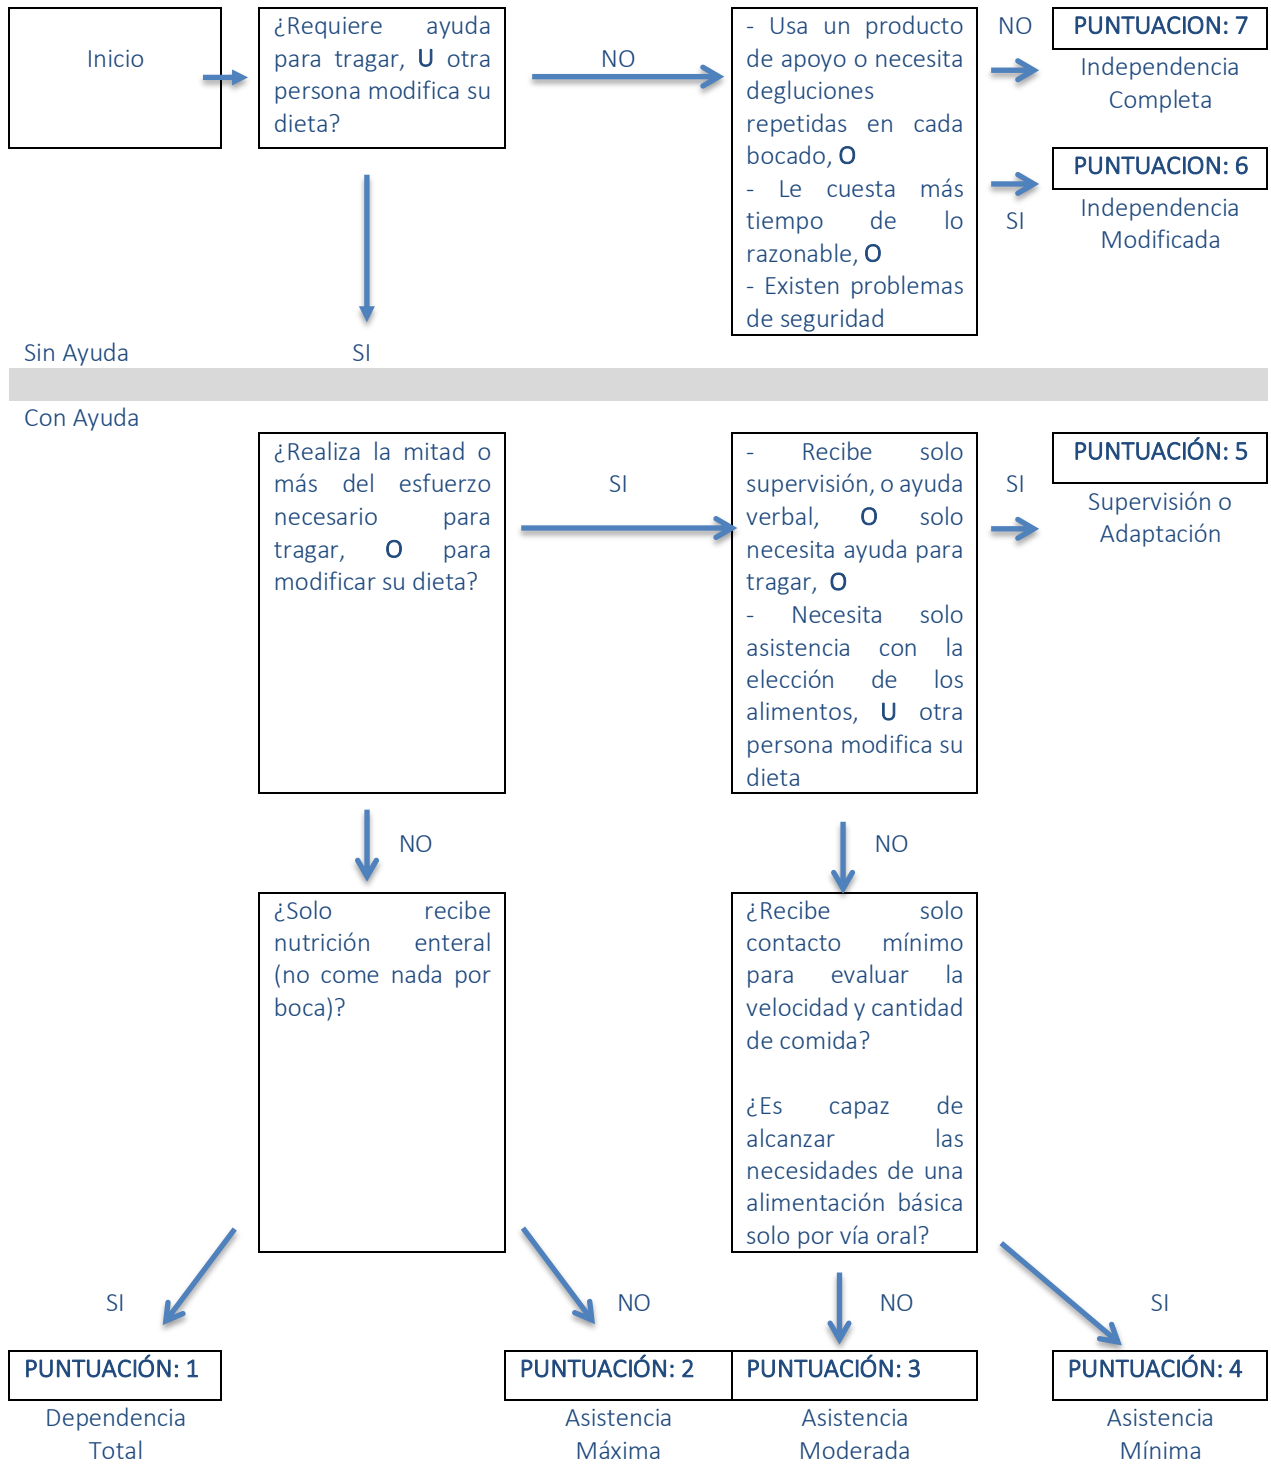 Inicio
¿Requiere ayuda
para tragar, U otra
persona modifica su
dieta?
NO
- Usa un producto
de apoyo o necesita
degluciones
repetidas en cada
bocado, O
- Le cuesta más
tiempo de lo
razonable, O
- Existen problemas
de seguridad
NO
PUNTUACION: 7
Independencia
Completa
SI
PUNTUACION: 6
Independencia
Modificada
Sin Ayuda
SI
Con Ayuda
¿Realiza la mitad o
más del esfuerzo
necesario para
tragar, O para
modificar su dieta?
SI
- Recibe solo
supervisión, o ayuda
verbal, O solo
necesita ayuda para
tragar, O
- Necesita solo
asistencia con la
elección de los
alimentos, U otra
persona modifica su
dieta
SI
PUNTUACIÓN: 5
Supervisión o
Adaptación
NO
NO
¿Solo recibe
nutrición enteral
(no come nada por
boca)?
¿Recibe solo
contacto mínimo
para evaluar la
velocidad y cantidad
de comida?
¿Es capaz de
alcanzar las
necesidades de una
alimentación básica
solo por vía oral?
SI
NO
NO
SI
PUNTUACIÓN: 1
Dependencia
Total
PUNTUACIÓN: 2
Asistencia
Máxima
PUNTUACIÓN: 3
Asistencia
Moderada
PUNTUACIÓN: 4
Asistencia
Mínima